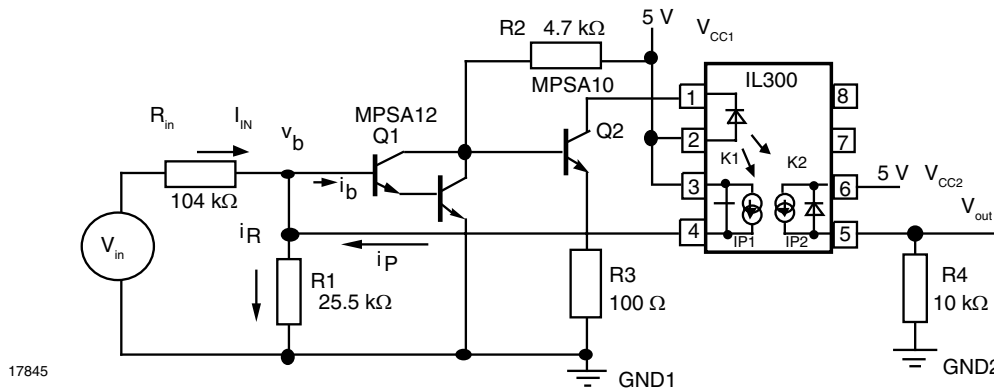 5 V
V_CC1
R2
4.7 kΩ
MPSA10
IL300
MPSA12
Q1
Q2
R_in
I_IN
v_b
i_b
104 kΩ
V_in
i_R
i_P
R1
25.5 kΩ
R3
100 Ω
1
2
3
4
8
7
6
5
K1
K2
IP1
IP2
5 V
V_CC2
V_out
R4
10 kΩ
GND1
GND2
17845